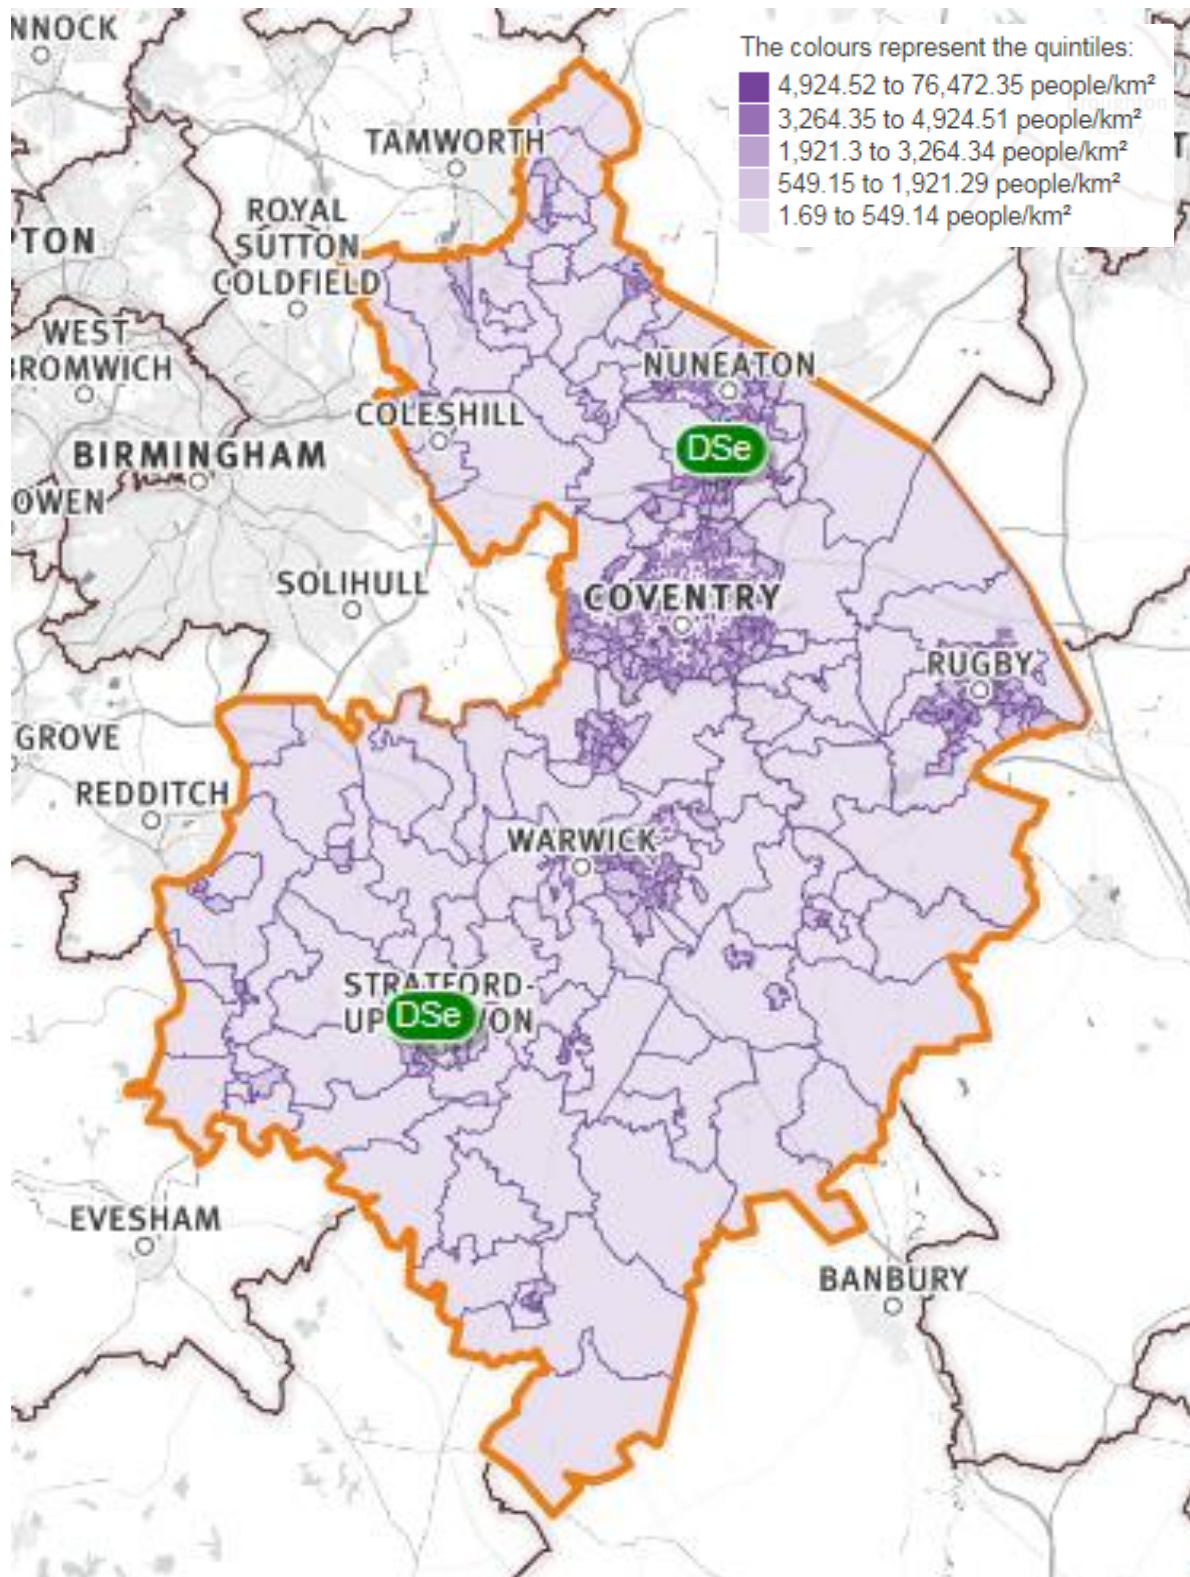 NNOCK
The colours represent the quintiles:
4,924.52 to 76,472.35 people/km²
3,264.35 to 4,924.51 people/km²
1,921.3 to 3,264.34 people/km²
549.15 to 1,921.29 people/km²
1.69 to 549.14 people/km²
TAMWORTH
ROYAL
SUTTON
COLDFIELD
PTON
WEST
BROMWICH
NUNEATON
COLESHILL
DSe
BIRMINGHAM
OWEN
SOLIHULL
COVENTRY
RUGBY
GROVE
REDDITCH
WARWICK
STRATFORD-
UP
DSe
VON
EVESHAM
BANBURY